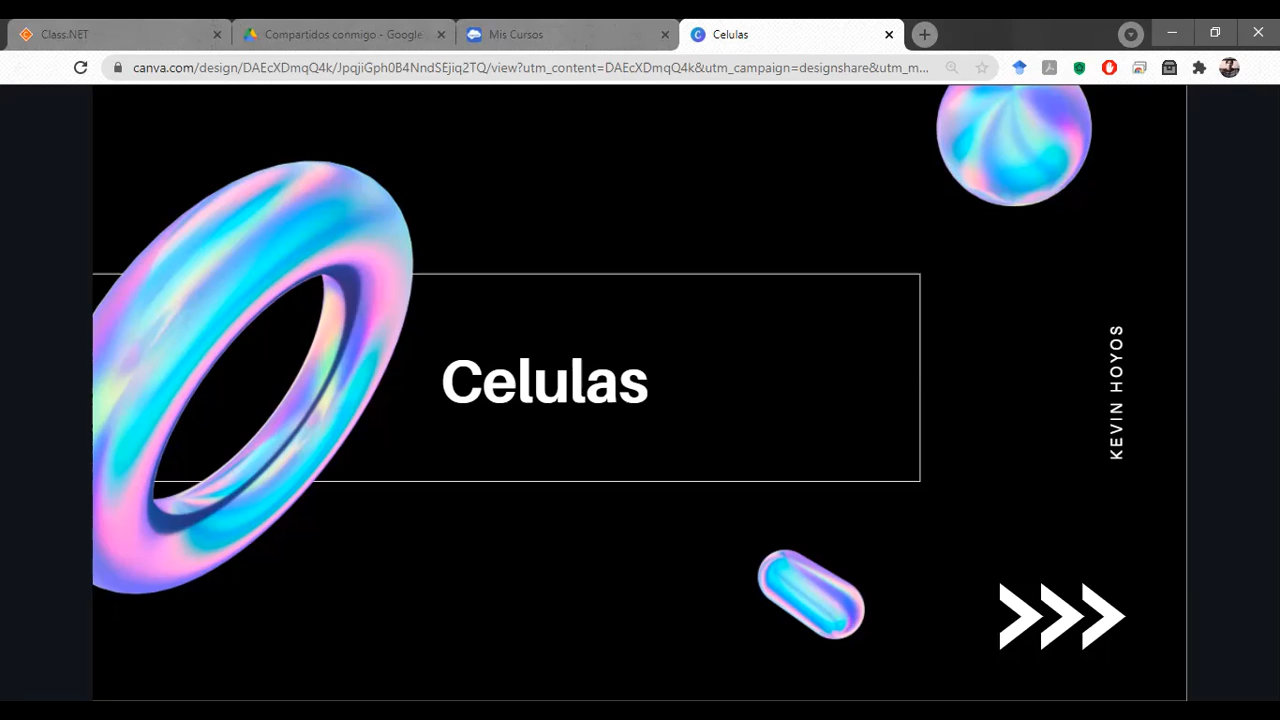 Class.NET
Compartidos conmigo - Google
Mis Cursos
Celulas
canva.com/design/DAEcXDmqQ4k/JpqjiGph0B4NndSEjiq2TQ/view?utm_content=DAEcXDmqQ4k&utm_campaign=designshare&utm_m...
Celulas
KEVIN HOYOS